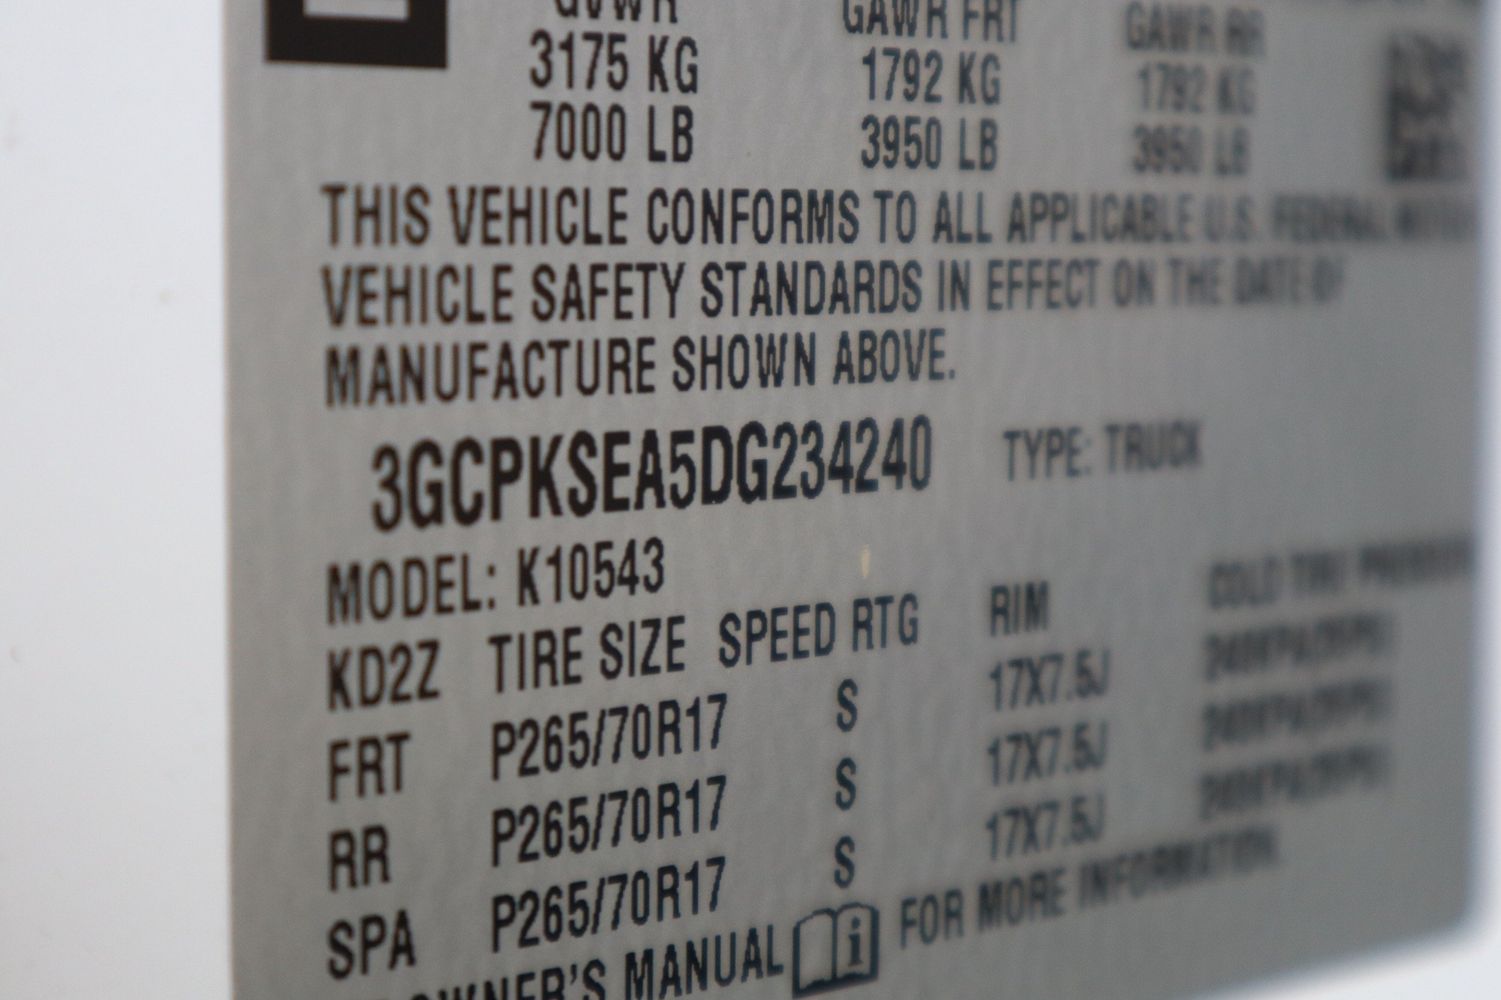 GVWR GAWR FRT GAWR RR
3175 KG 1792 KG 1792 KG
7000 LB 3950 LB 3950 LB
THIS VEHICLE CONFORMS TO ALL APPLICABLE U.S. FEDERAL
VEHICLE SAFETY STANDARDS IN EFFECT ON THE DATE OF
MANUFACTURE SHOWN ABOVE.
3GCPKSEA5DG234240 TYPE: TRUCK
MODEL: K10543
KD2Z TIRE SIZE SPEED RTG RIM COLD TIRE
FRT P265/70R17 S 17X7.5J
RR P265/70R17 S 17X7.5J
SPA P265/70R17 S 17X7.5J
OWNER'S MANUAL FOR MORE INFORMATION